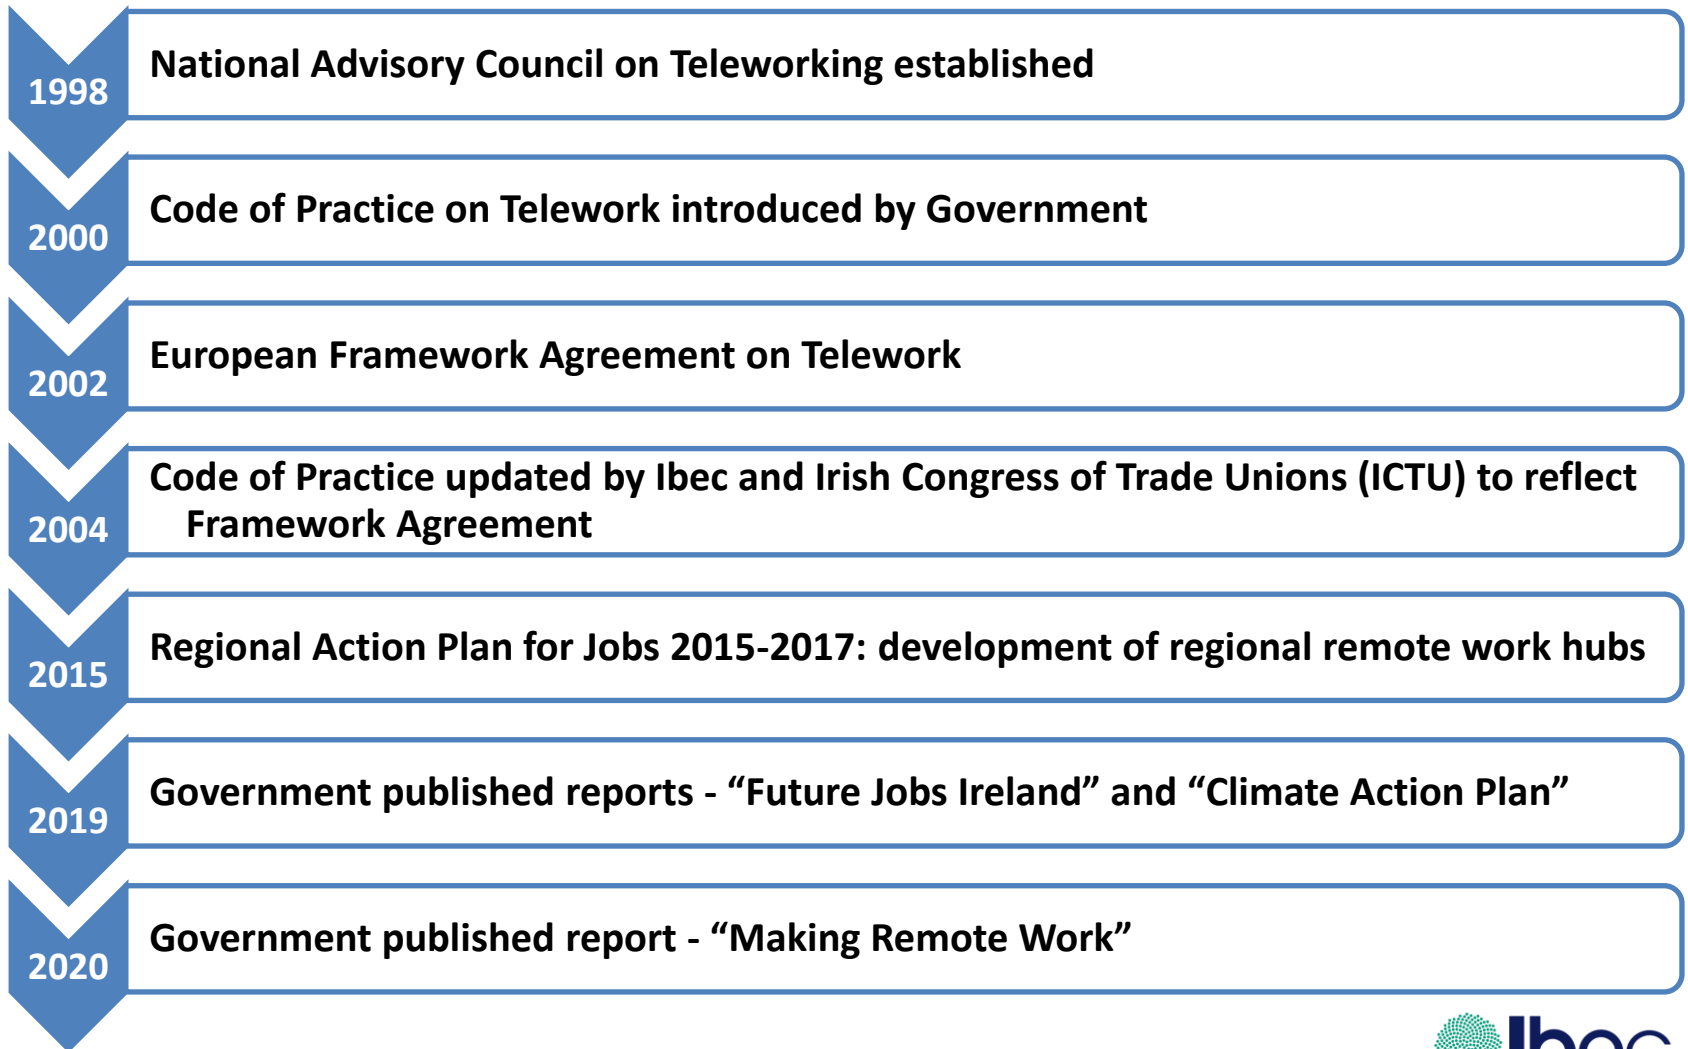 1998
National Advisory Council on Teleworking established
2000
Code of Practice on Telework introduced by Government
2002
European Framework Agreement on Telework
2004
Code of Practice updated by Ibec and Irish Congress of Trade Unions (ICTU) to reflect
Framework Agreement
2015
Regional Action Plan for Jobs 2015-2017: development of regional remote work hubs
2019
Government published reports - “Future Jobs Ireland” and “Climate Action Plan”
2020
Government published report - “Making Remote Work”
Ibec